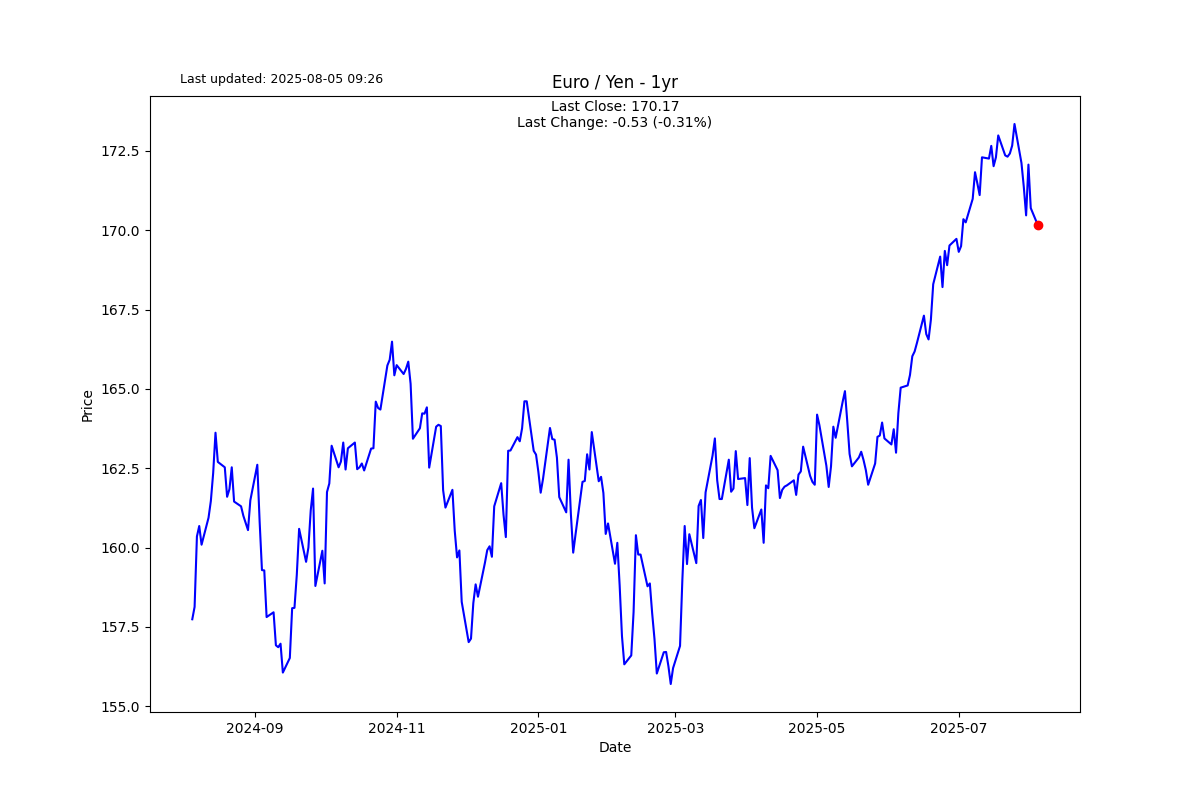 Last updated: 2025-08-05 09:26
Euro / Yen - 1yr
Last Close: 170.17
Last Change: -0.53 (-0.31%)
172.5
170.0
167.5
165.0
162.5
160.0
157.5
155.0
Price
2024-09
2024-11
2025-01
2025-03
2025-05
2025-07
Date